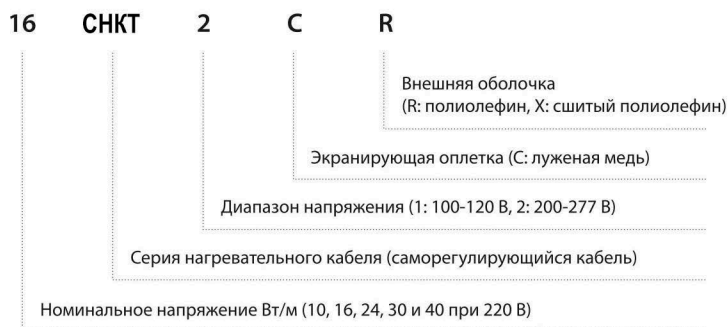 16 СНКТ 2 C R
Внешняя оболочка
(R: полиолефин, X: сшитый полиолефин)
Экранирующая оплетка (C: луженая медь)
Диапазон напряжения (1: 100-120 В, 2: 200-277 В)
Серия нагревательного кабеля (саморегулирующийся кабель)
Номинальное напряжение Вт/м (10, 16, 24, 30 и 40 при 220 В)